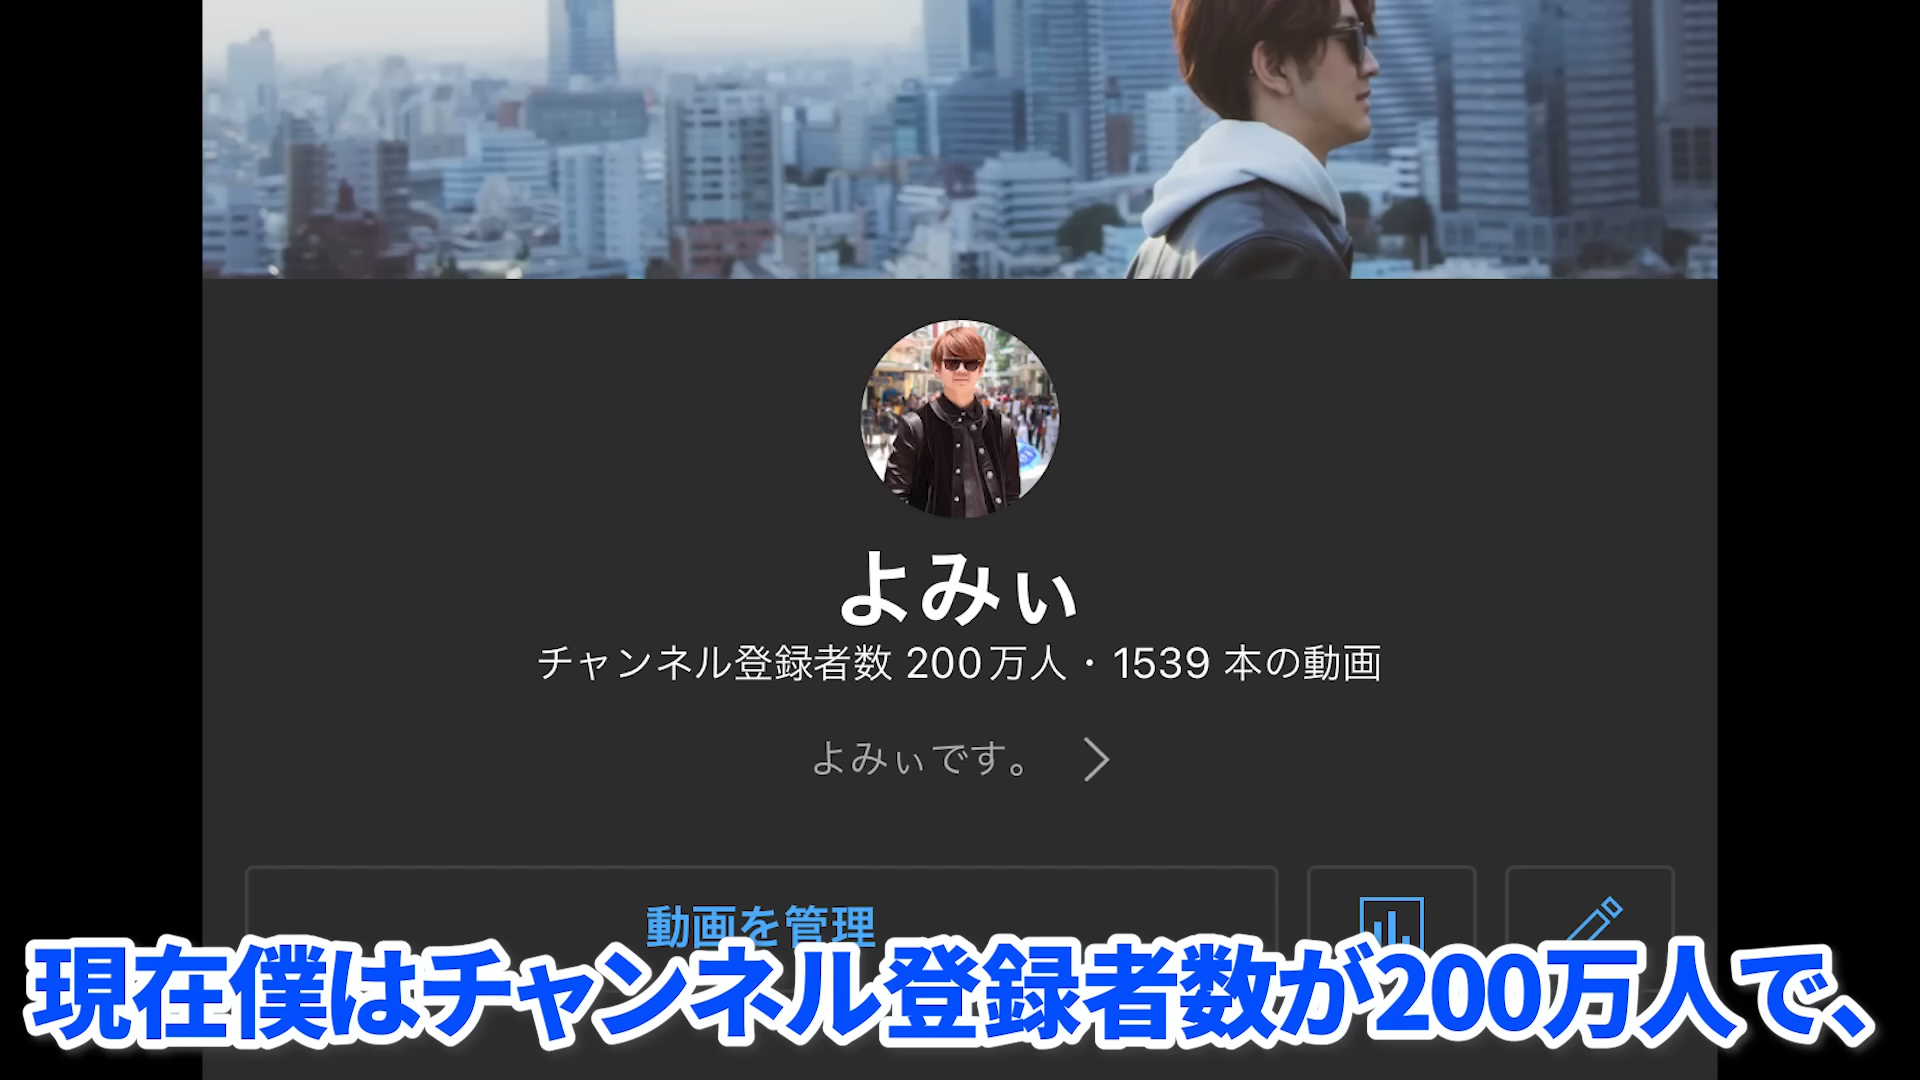 よみぃ
チャンネル登録者数 200万人・1539 本の動画
よみぃです。
動画を管理
現在僕はチャンネル登録者数が200万人で、